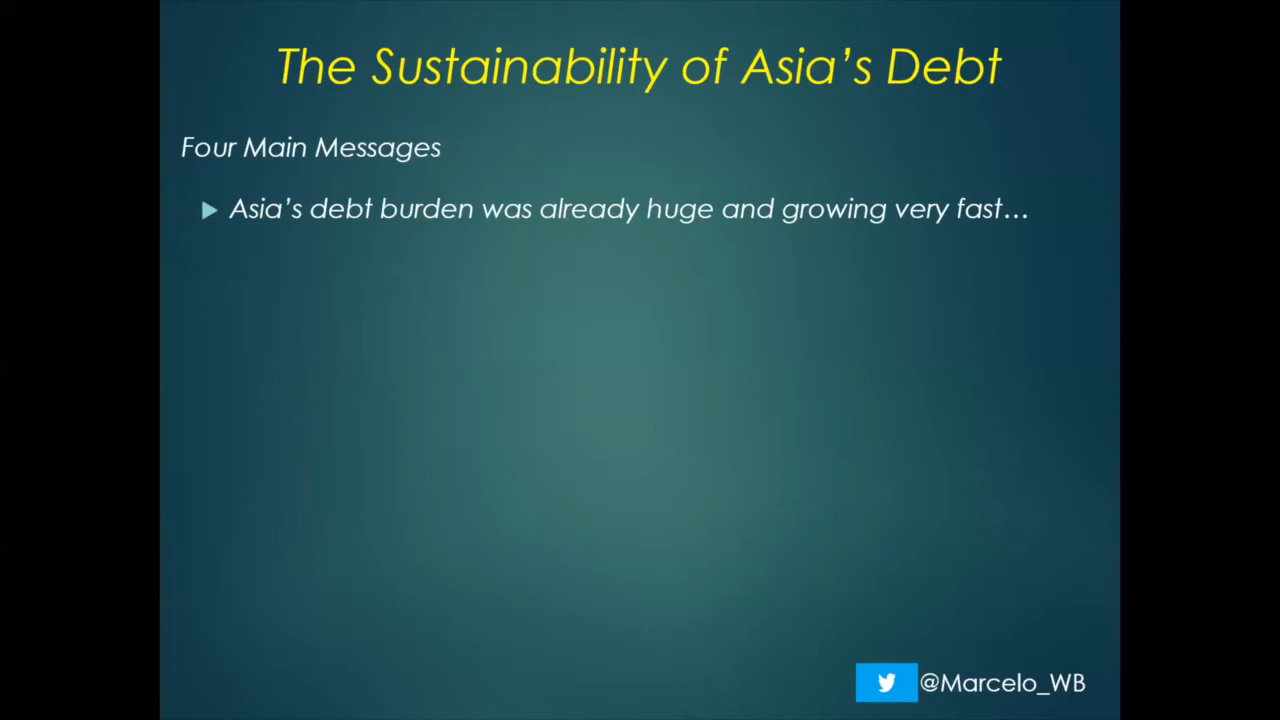 The Sustainability of Asia's Debt
Four Main Messages
Asia's debt burden was already huge and growing very fast…
@Marcelo_WB